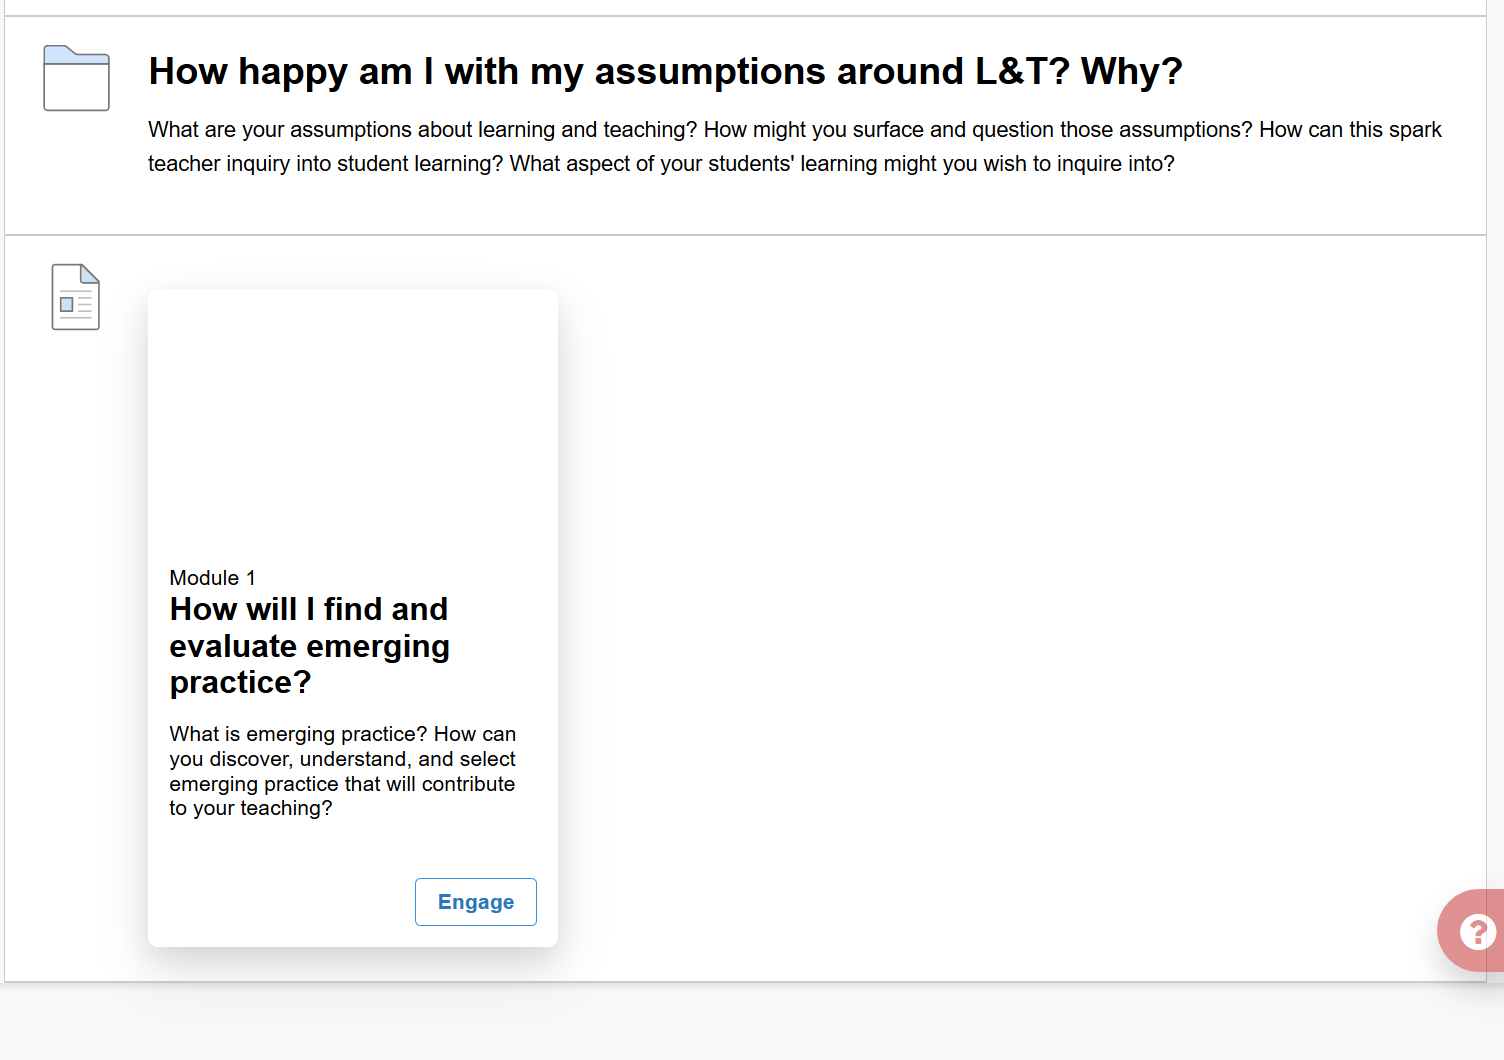 How happy am I with my assumptions around L&T? Why?
What are your assumptions about learning and teaching? How might you surface and question those assumptions? How can this spark
teacher inquiry into student learning? What aspect of your students' learning might you wish to inquire into?
Module 1
How will I find and
evaluate emerging
practice?
What is emerging practice? How can
you discover, understand, and select
emerging practice that will contribute
to your teaching?
Engage
?